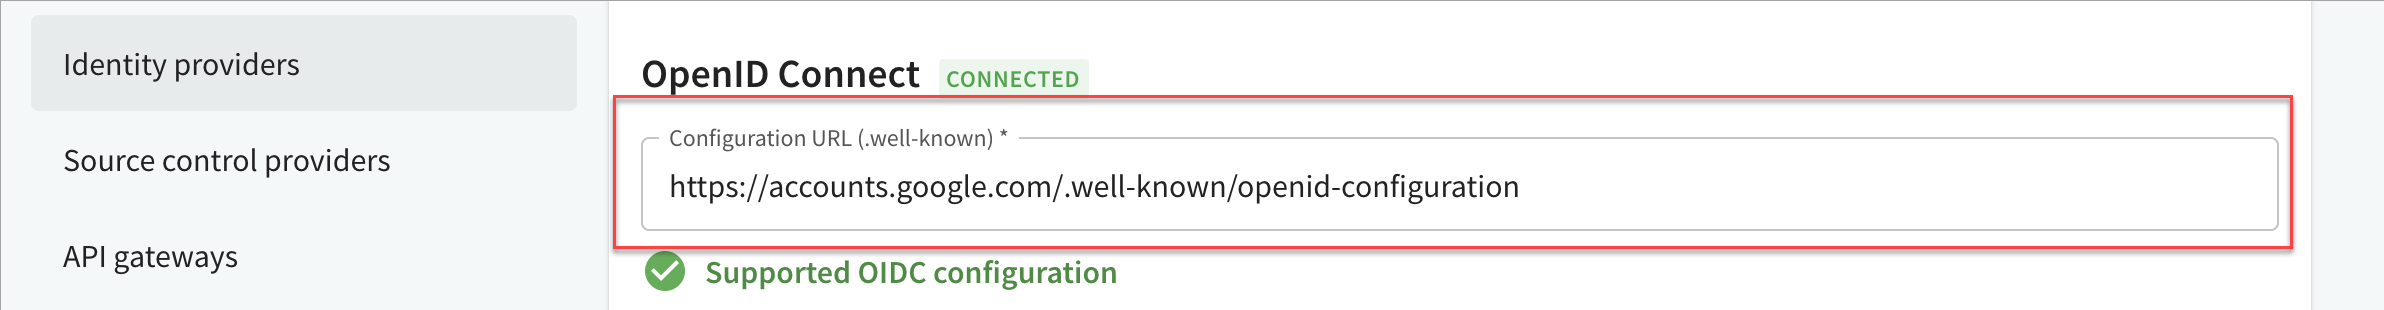 Identity providers
Source control providers
API gateways
OpenID Connect CONNECTED
Configuration URL (.well-known) *
https://accounts.google.com/.well-known/openid-configuration
Supported OIDC configuration